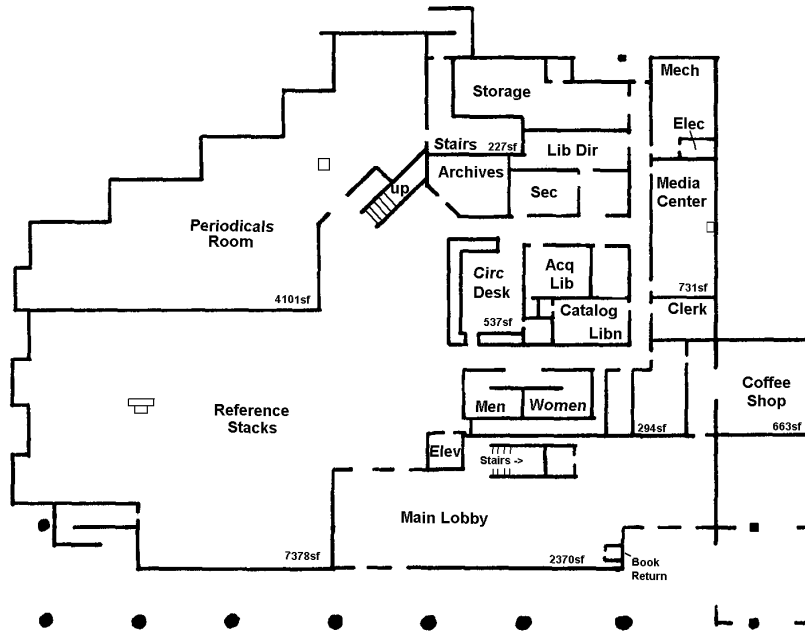 Mech
Storage
Elec
Stairs
227sf
Lib Dir
Archives
Media
Center
up
Sec
Periodicals
Room
Acq
Lib
Circ
Desk
4101sf
731sf
Catalog
Clerk
537sf
Libn
Coffee
Shop
Reference
Stacks
Men
Women
294sf
663sf
Elev
Stairs ->
Main Lobby
7378sf
2370sf
Book
Return